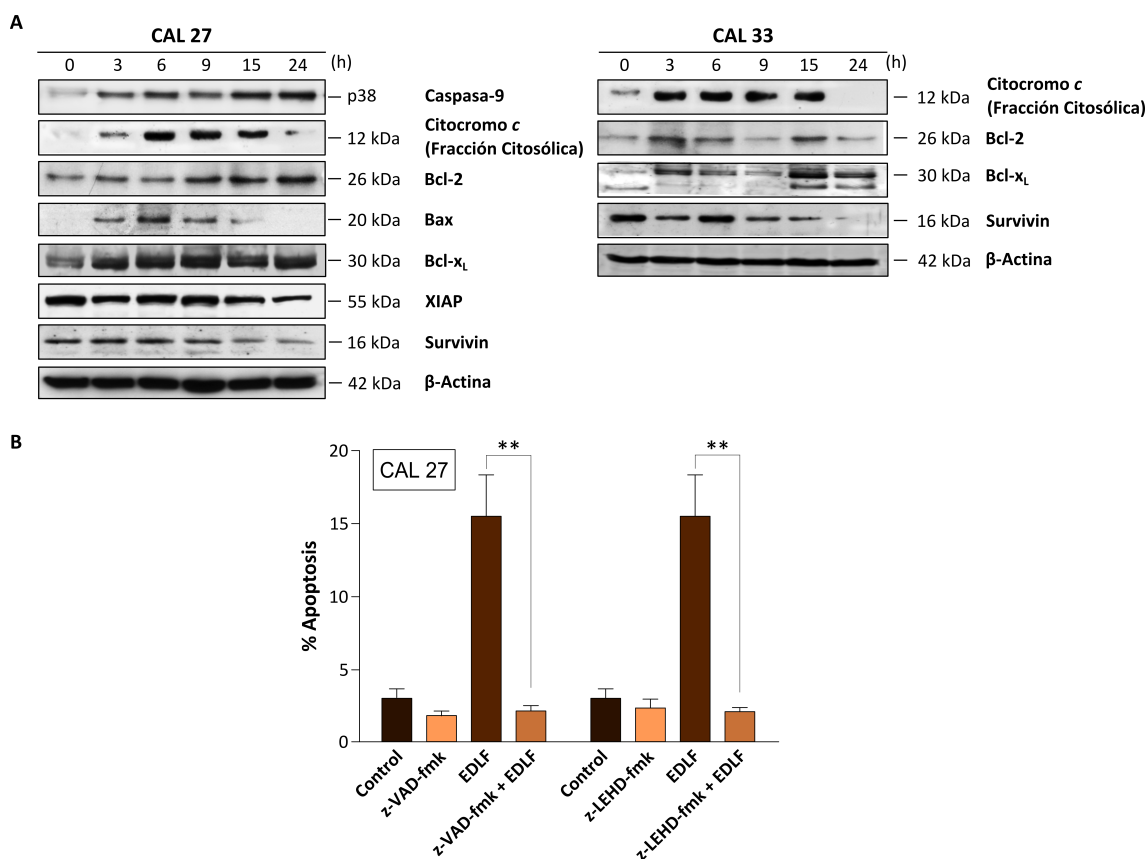 A
CAL 27
0 3 6 9 15 24 (h)
p38 Caspasa-9
12 kDa Citocromo c
(Fracción Citosólica)
26 kDa Bcl-2
20 kDa Bax
30 kDa Bcl-xL
55 kDa XIAP
16 kDa Survivin
42 kDa β-Actina
CAL 33
0 3 6 9 15 24 (h)
12 kDa Citocromo c
(Fracción Citosólica)
26 kDa Bcl-2
30 kDa Bcl-xL
16 kDa Survivin
42 kDa β-Actina
B
CAL 27
% Apoptosis
20
15
10
5
0
**
**
Control
z-VAD-fmk
EDLF
z-VAD-fmk + EDLF
Control
z-LEHD-fmk
EDLF
z-LEHD-fmk + EDLF